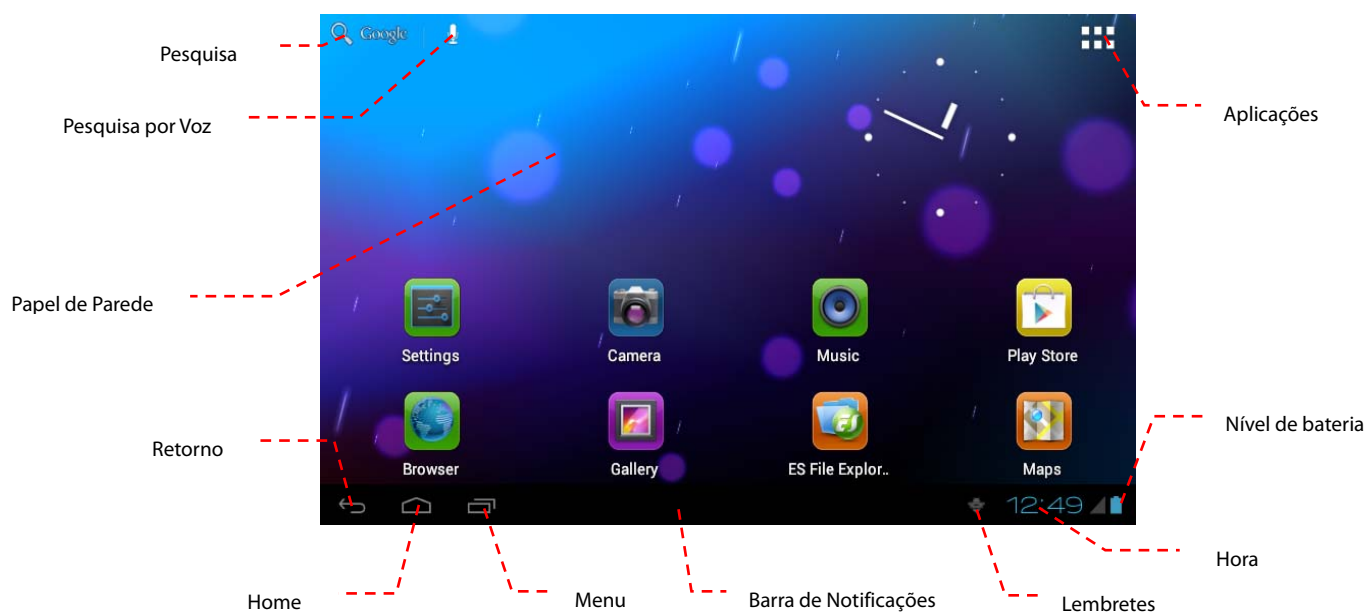 Google
Pesquisa
Aplicações
Pesquisa por Voz
Papel de Parede
Settings
Camera
Music
Play Store
Nível de bateria
Retorno
Browser
Gallery
ES File Explor..
Maps
12:49
Hora
Home
Menu
Barra de Notificações
Lembretes